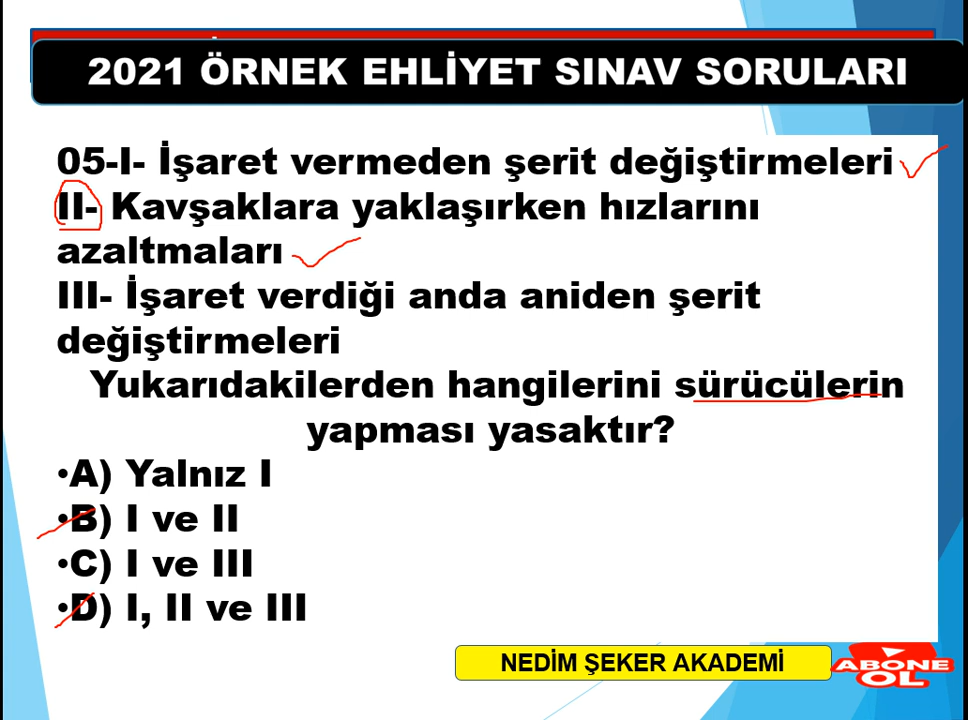 2021 ÖRNEK EHLİYET SINAV SORULARI
05-I- İşaret vermeden şerit değiştirmeleri
II- Kavşaklara yaklaşırken hızlarını
azaltmaları
III- İşaret verdiği anda aniden şerit
değiştirmeleri
Yukarıdakilerden hangilerini sürücülerin
yapması yasaktır?
•A) Yalnız I
•B) I ve II
•C) I ve III
•D) I, II ve III
NEDİM ŞEKER AKADEMİ
ABONE
OL